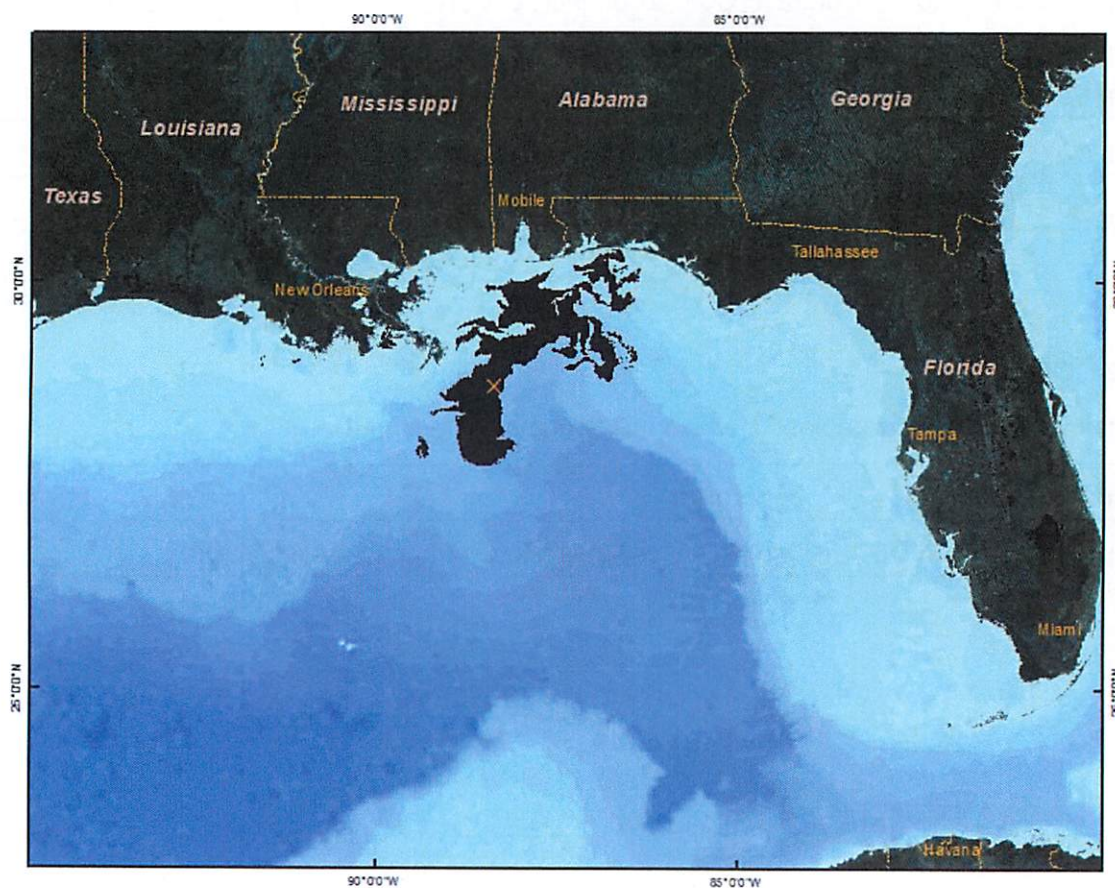 90°0'0"W
85°0'0"W
Mississippi
Alabama
Georgia
Louisiana
Texas
Mobile
Tallahassee
30°0'0"N
New Orleans
Florida
Tampa
Miami
25°0'0"N
Havana
90°0'0"W
85°0'0"W